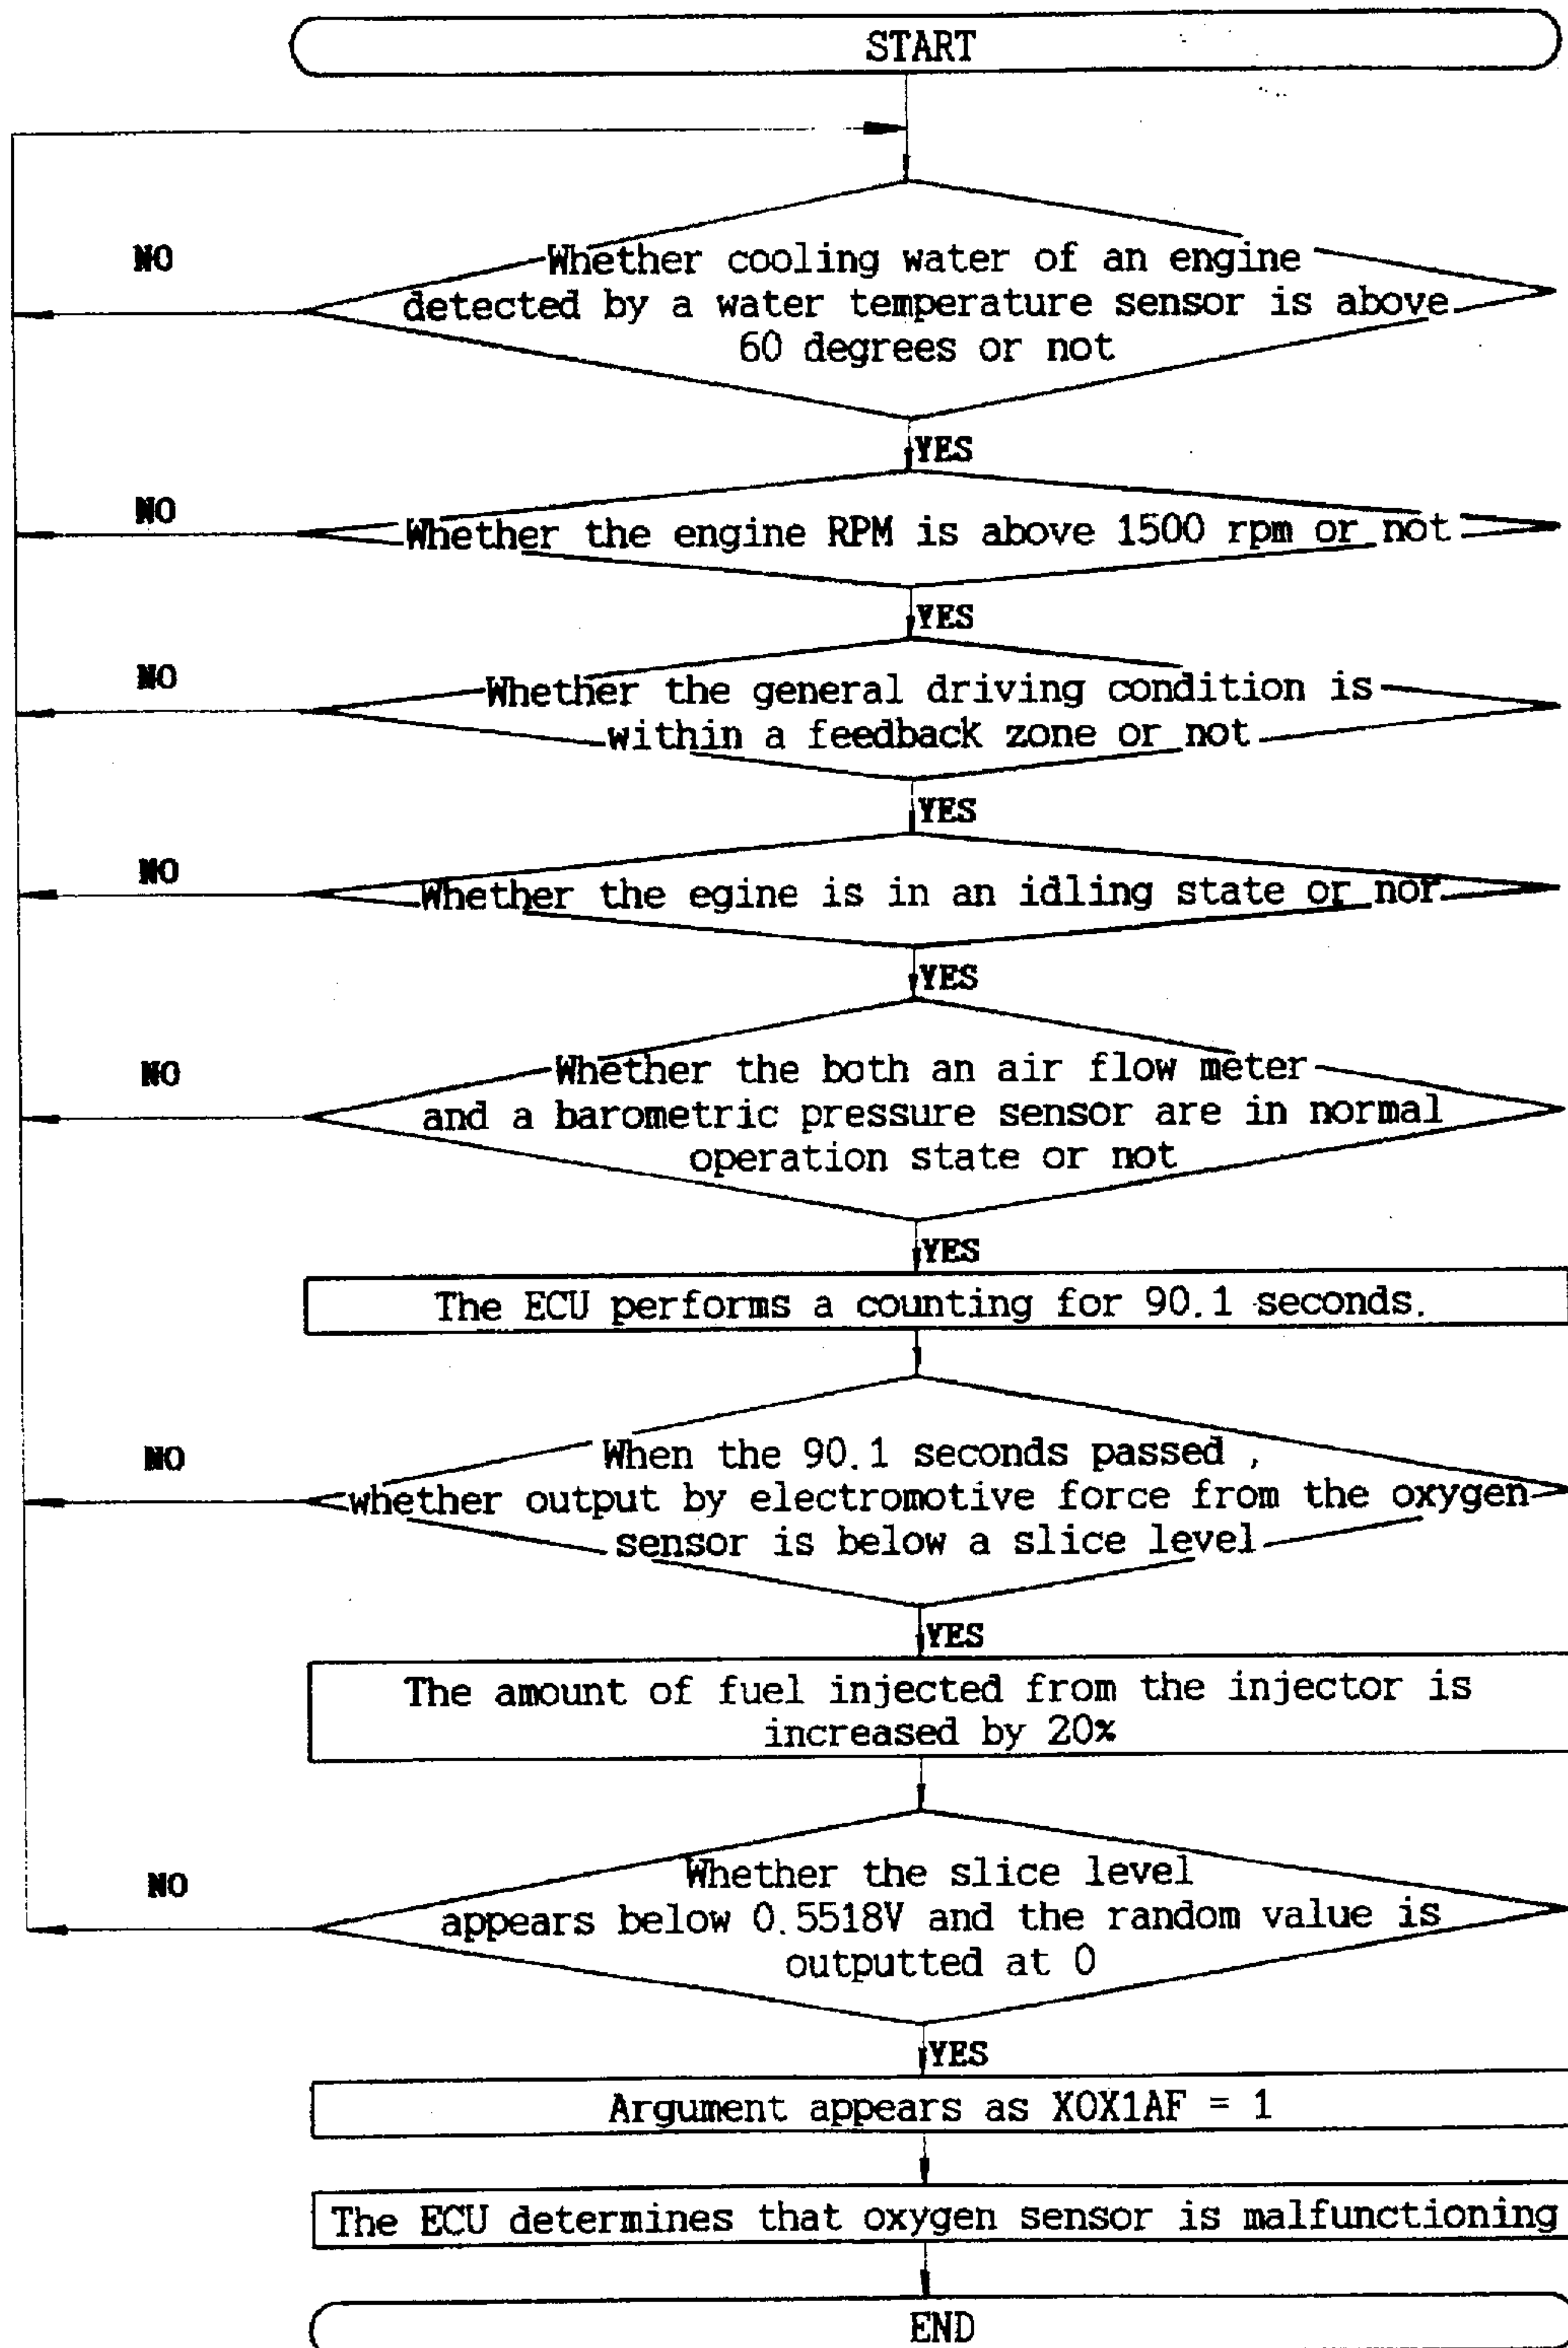 START
NO
Whether cooling water of an engine
detected by a water temperature sensor is above
60 degrees or not
YES
NO
Whether the engine RPM is above 1500 rpm or not
YES
NO
Whether the general driving condition is
within a feedback zone or not
YES
NO
Whether the egine is in an idling state or nor
YES
NO
Whether the both an air flow meter
and a barometric pressure sensor are in normal
operation state or not
YES
The ECU performs a counting for 90.1 seconds.
NO
When the 90.1 seconds passed ,
whether output by electromotive force from the oxygen
sensor is below a slice level
YES
The amount of fuel injected from the injector is
increased by 20%
NO
Whether the slice level
appears below 0.5518V and the random value is
outputted at 0
YES
Argument appears as XOX1AF = 1
The ECU determines that oxygen sensor is malfunctioning
END